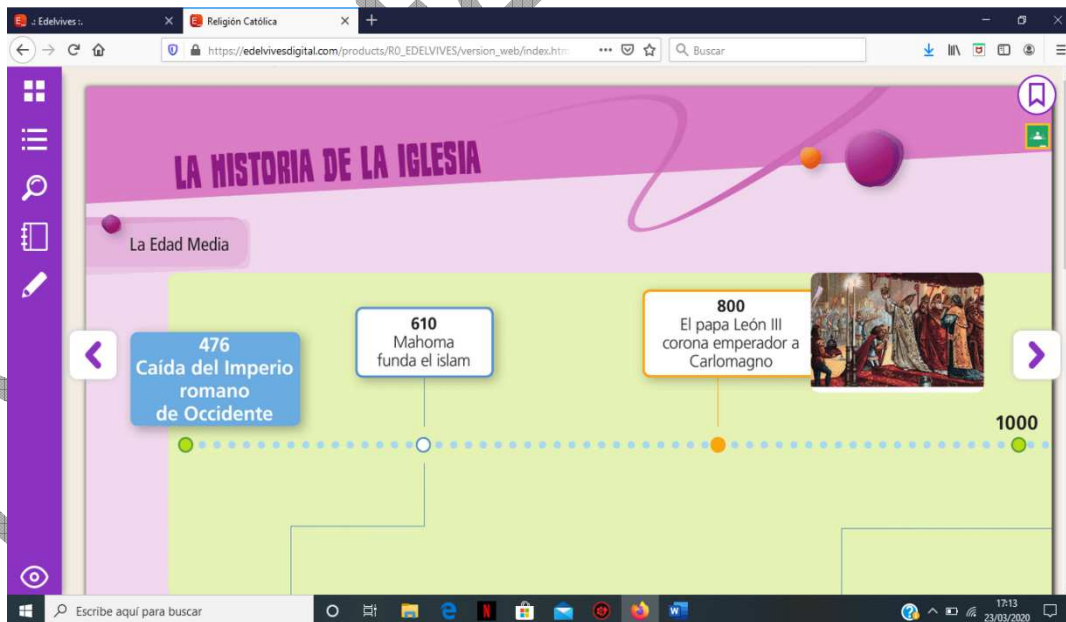 .: Edelvives :.
Religión Católica
https://edelvivesdigital.com/products/R0_EDELVIVES/version_web/index.htm
Buscar
LA HISTORIA DE LA IGLESIA
La Edad Media
476
Caída del Imperio
romano
de Occidente
610
Mahoma
funda el islam
800
El papa León III
corona emperador a
Carlomagno
1000
Escribe aquí para buscar
17:13
23/03/2020